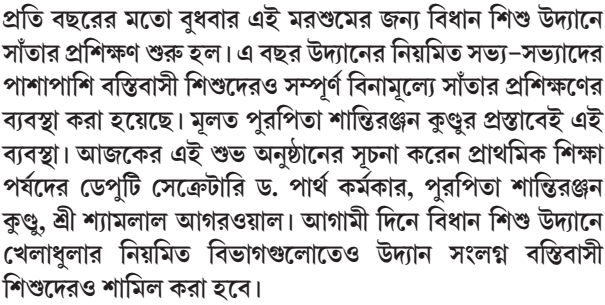 প্রতি বছরের মতো বুধবার এই মরশুমের জন্য বিধান শিশু উদ্যানে
সাঁতার প্রশিক্ষণ শুরু হল। এ বছর উদ্যানের নিয়মিত সভ্য-সভ্যাদের
পাশাপাশি বস্তিবাসী শিশুদেরও সম্পূর্ণ বিনামূল্যে সাঁতার প্রশিক্ষণের
ব্যবস্থা করা হয়েছে। মূলত পুরপিতা শান্তিরঞ্জন কুণ্ডুর প্রস্তাবেই এই
ব্যবস্থা। আজকের এই শুভ অনুষ্ঠানের সূচনা করেন প্রাথমিক শিক্ষা
পর্ষদের ডেপুটি সেক্রেটারি ড. পার্থ কর্মকার, পুরপিতা শান্তিরঞ্জন
কুণ্ডু, শ্রী শ্যামলাল আগরওয়াল। আগামী দিনে বিধান শিশু উদ্যানে
খেলাধুলার নিয়মিত বিভাগগুলোতেও উদ্যান সংলগ্ন বস্তিবাসী
শিশুদেরও শামিল করা হবে।